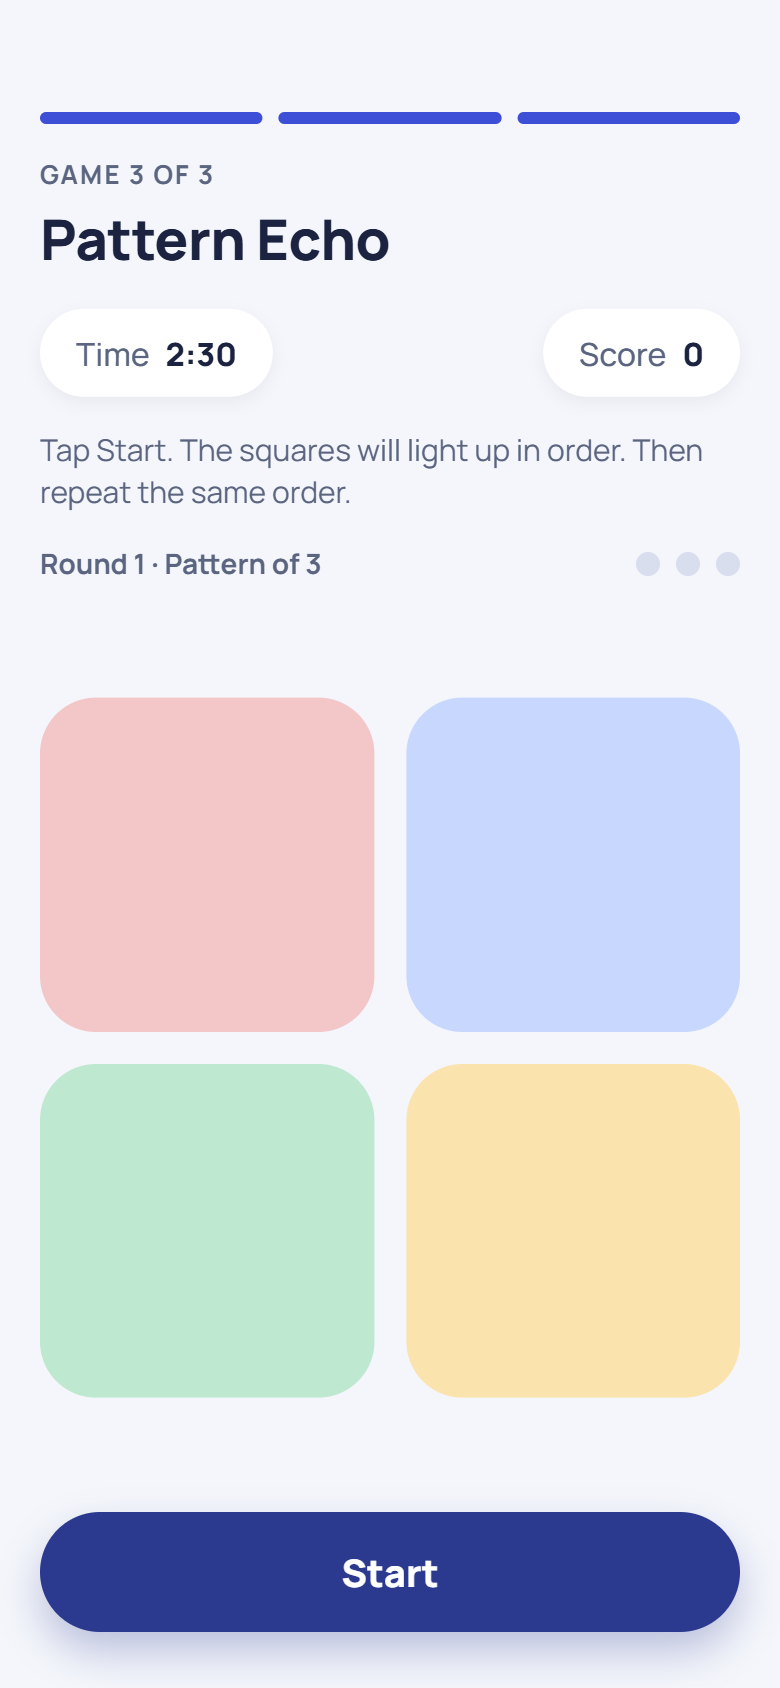 GAME 3 OF 3
Pattern Echo
Time 2:30
Score 0
Tap Start. The squares will light up in order. Then
repeat the same order.
Round 1 · Pattern of 3
Start